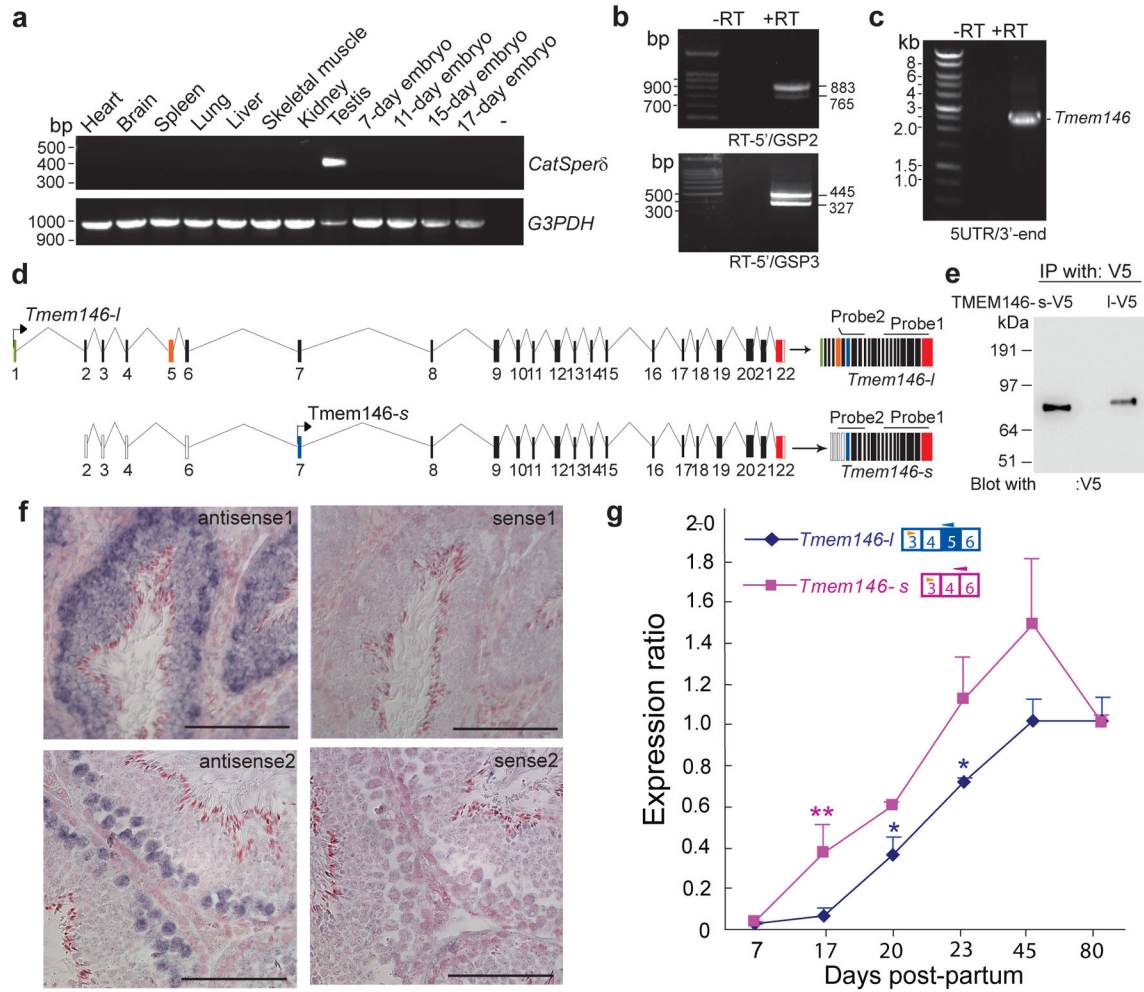 a
Heart
Brain
Spleen
Lung
Liver
Skeletal muscle
Kidney
Testis
7-day embryo
11-day embryo
15-day embryo
17-day embryo
-
bp
500
400
300
CatSperδ
1000
900
G3PDH
b
-RT +RT
bp
900
700
883
765
RT-5'/GSP2
bp
500
300
445
327
RT-5'/GSP3
c
-RT +RT
kb
8
6
5
4
3
2.0
1.5
1.0
Tmem146
5UTR/3'-end
d
Tmem146-l
1 2 3 4 5 6 7 8 9 10 11 12 13 14 15 16 17 18 19 20 21 22
Probe2
Probe1
Tmem146-l
Tmem146-s
2 3 4 6 7 8 9 10 11 12 13 14 15 16 17 18 19 20 21 22
Probe2
Probe1
Tmem146-s
e
IP with: V5
TMEM146- s-V5 l-V5
kDa
191
97
64
51
Blot with :V5
f
antisense1
sense1
antisense2
sense2
g
2.0
1.8
1.6
1.4
1.2
1.0
0.8
0.6
0.4
0.2
0
Expression ratio
Tmem146-l 3 4 5 6
Tmem146- s 3 4 6
**
*
*
7 17 20 23 45 80
Days post-partum